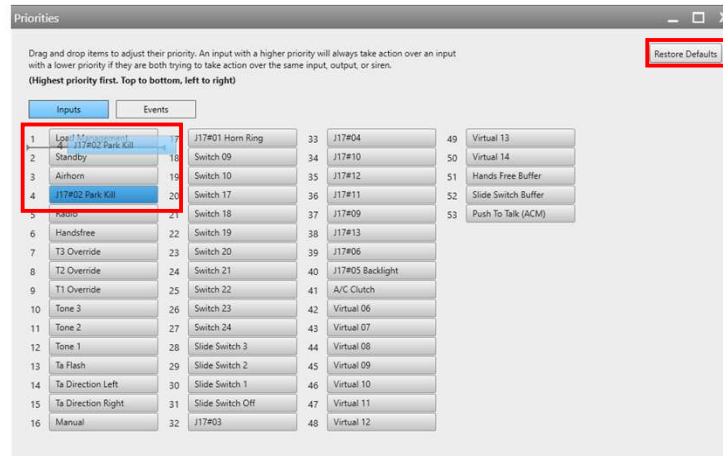 Priorities
Drag and drop items to adjust their priority. An input with a higher priority will always take action over an input
with a lower priority if they are both trying to take action over the same input, output, or siren.
(Highest priority first. Top to bottom, left to right)
Restore Defaults
Inputs
Events
1 Load Management
4 J17#02 Park Kill
2 Standby
3 Airhorn
4 J17#02 Park Kill
5 Radio
6 Handsfree
7 T3 Override
8 T2 Override
9 T1 Override
10 Tone 3
11 Tone 2
12 Tone 1
13 Ta Flash
14 Ta Direction Left
15 Ta Direction Right
16 Manual
17 J17#01 Horn Ring
18 Switch 09
19 Switch 10
20 Switch 17
21 Switch 18
22 Switch 19
23 Switch 20
24 Switch 21
25 Switch 22
26 Switch 23
27 Switch 24
28 Slide Switch 3
29 Slide Switch 2
30 Slide Switch 1
31 Slide Switch Off
32 J17#03
33 J17#04
34 J17#10
35 J17#12
36 J17#11
37 J17#09
38 J17#13
39 J17#06
40 J17#05 Backlight
41 A/C Clutch
42 Virtual 06
43 Virtual 07
44 Virtual 08
45 Virtual 09
46 Virtual 10
47 Virtual 11
48 Virtual 12
49 Virtual 13
50 Virtual 14
51 Hands Free Buffer
52 Slide Switch Buffer
53 Push To Talk (ACM)